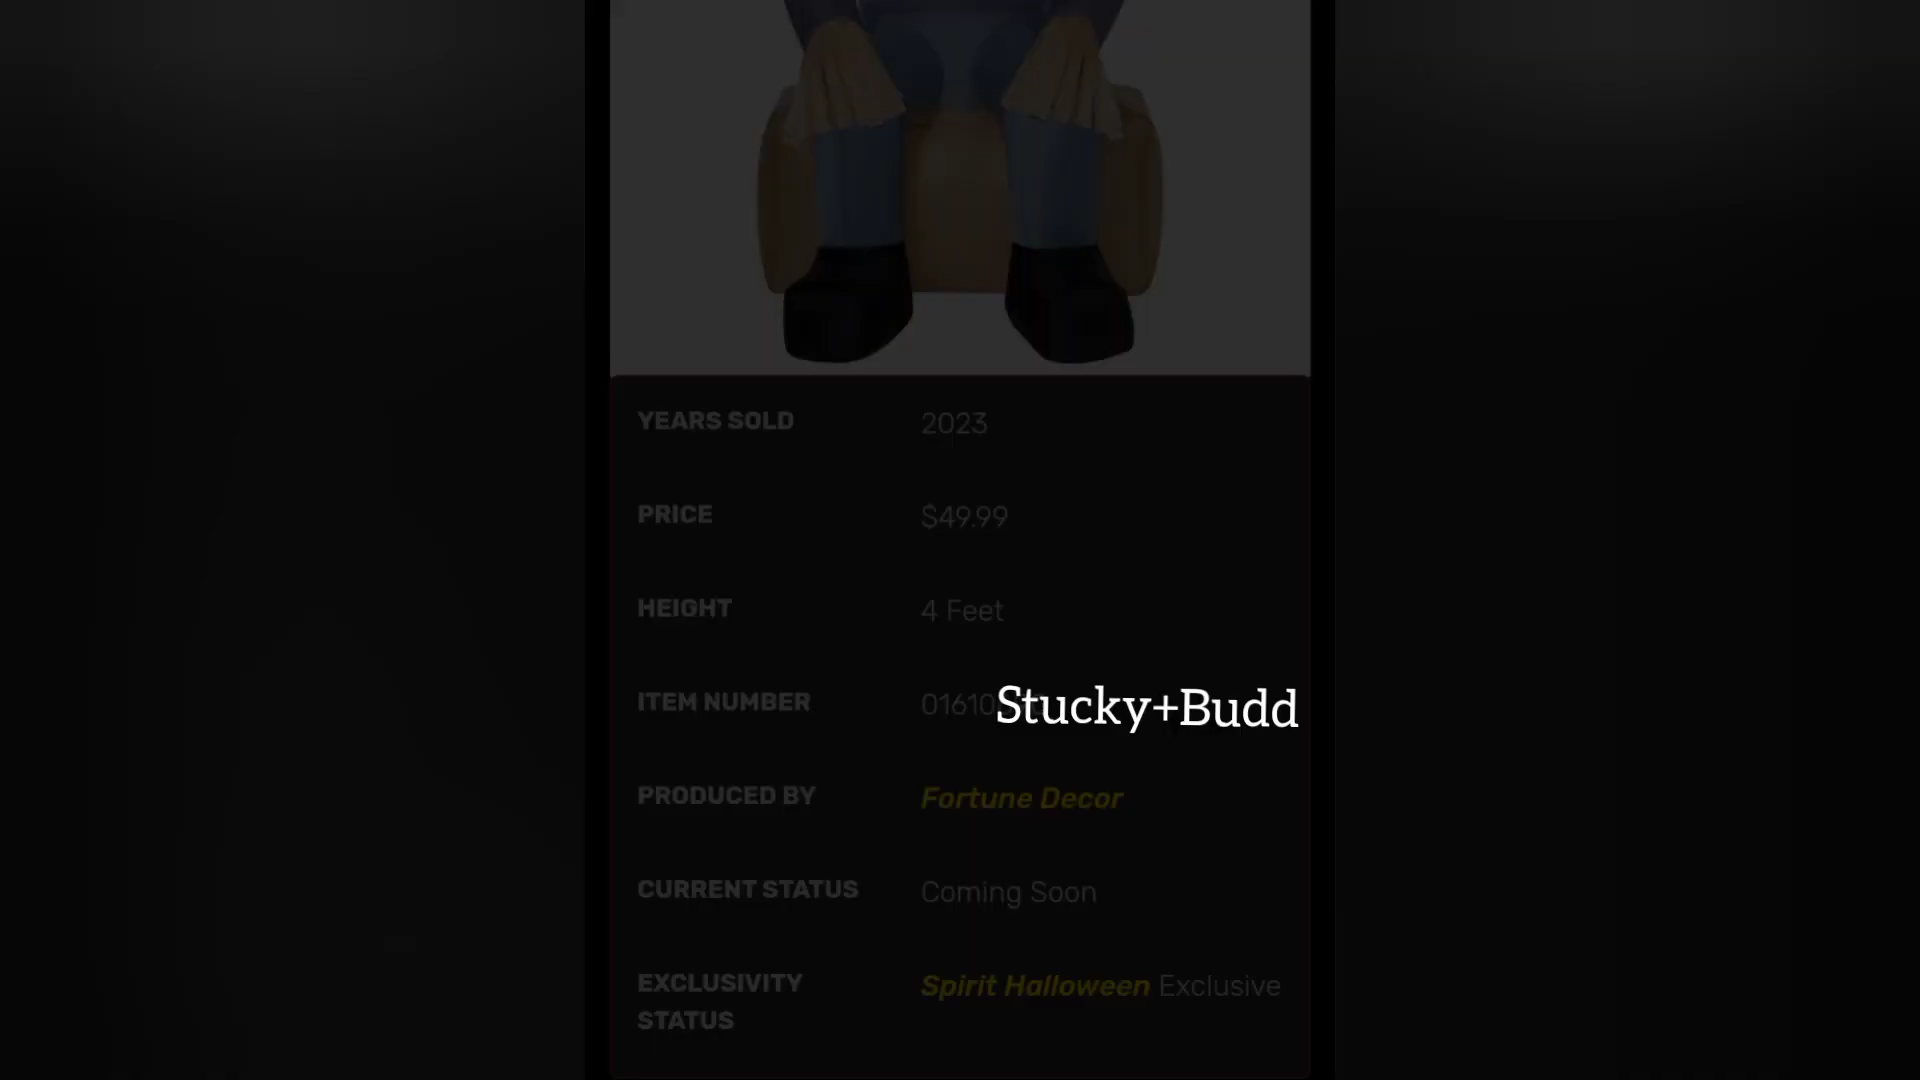 YEARS SOLD 2023
PRICE $49.99
HEIGHT 4 Feet
ITEM NUMBER
Stucky+Budd
PRODUCED BY Fortune Decor
CURRENT STATUS Coming Soon
EXCLUSIVITY STATUS Spirit Halloween Exclusive